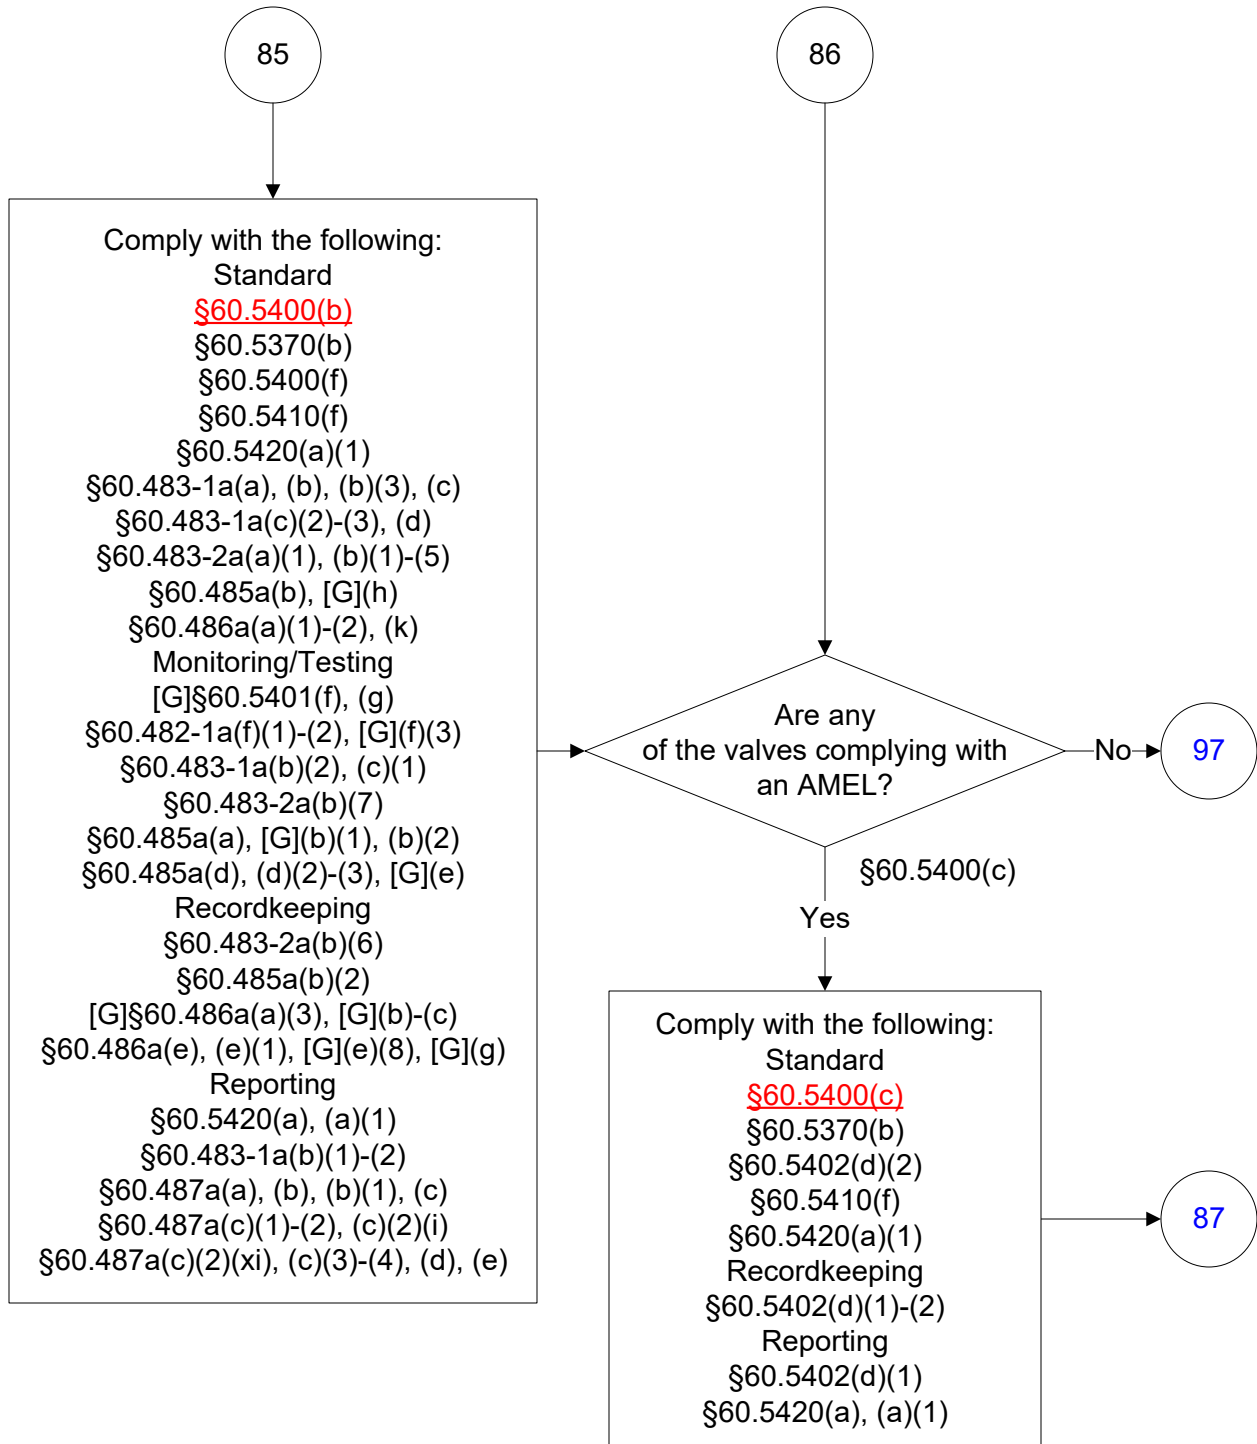 85
Comply with the following:
Standard
§60.5400(b)
§60.5370(b)
§60.5400(f)
§60.5410(f)
§60.5420(a)(1)
§60.483-1a(a), (b), (b)(3), (c)
§60.483-1a(c)(2)-(3), (d)
§60.483-2a(a)(1), (b)(1)-(5)
§60.485a(b), [G](h)
§60.486a(a)(1)-(2), (k)
Monitoring/Testing
[G]§60.5401(f), (g)
§60.482-1a(f)(1)-(2), [G](f)(3)
§60.483-1a(b)(2), (c)(1)
§60.483-2a(b)(7)
§60.485a(a), [G](b)(1), (b)(2)
§60.485a(d), (d)(2)-(3), [G](e)
Recordkeeping
§60.483-2a(b)(6)
§60.485a(b)(2)
[G]§60.486a(a)(3), [G](b)-(c)
§60.486a(e), (e)(1), [G](e)(8), [G](g)
Reporting
§60.5420(a), (a)(1)
§60.483-1a(b)(1)-(2)
§60.487a(a), (b), (b)(1), (c)
§60.487a(c)(1)-(2), (c)(2)(i)
§60.487a(c)(2)(xi), (c)(3)-(4), (d), (e)
86
Are any
of the valves complying with
an AMEL?
No
97
§60.5400(c)
Yes
Comply with the following:
Standard
§60.5400(c)
§60.5370(b)
§60.5402(d)(2)
§60.5410(f)
§60.5420(a)(1)
Recordkeeping
§60.5402(d)(1)-(2)
Reporting
§60.5402(d)(1)
§60.5420(a), (a)(1)
87